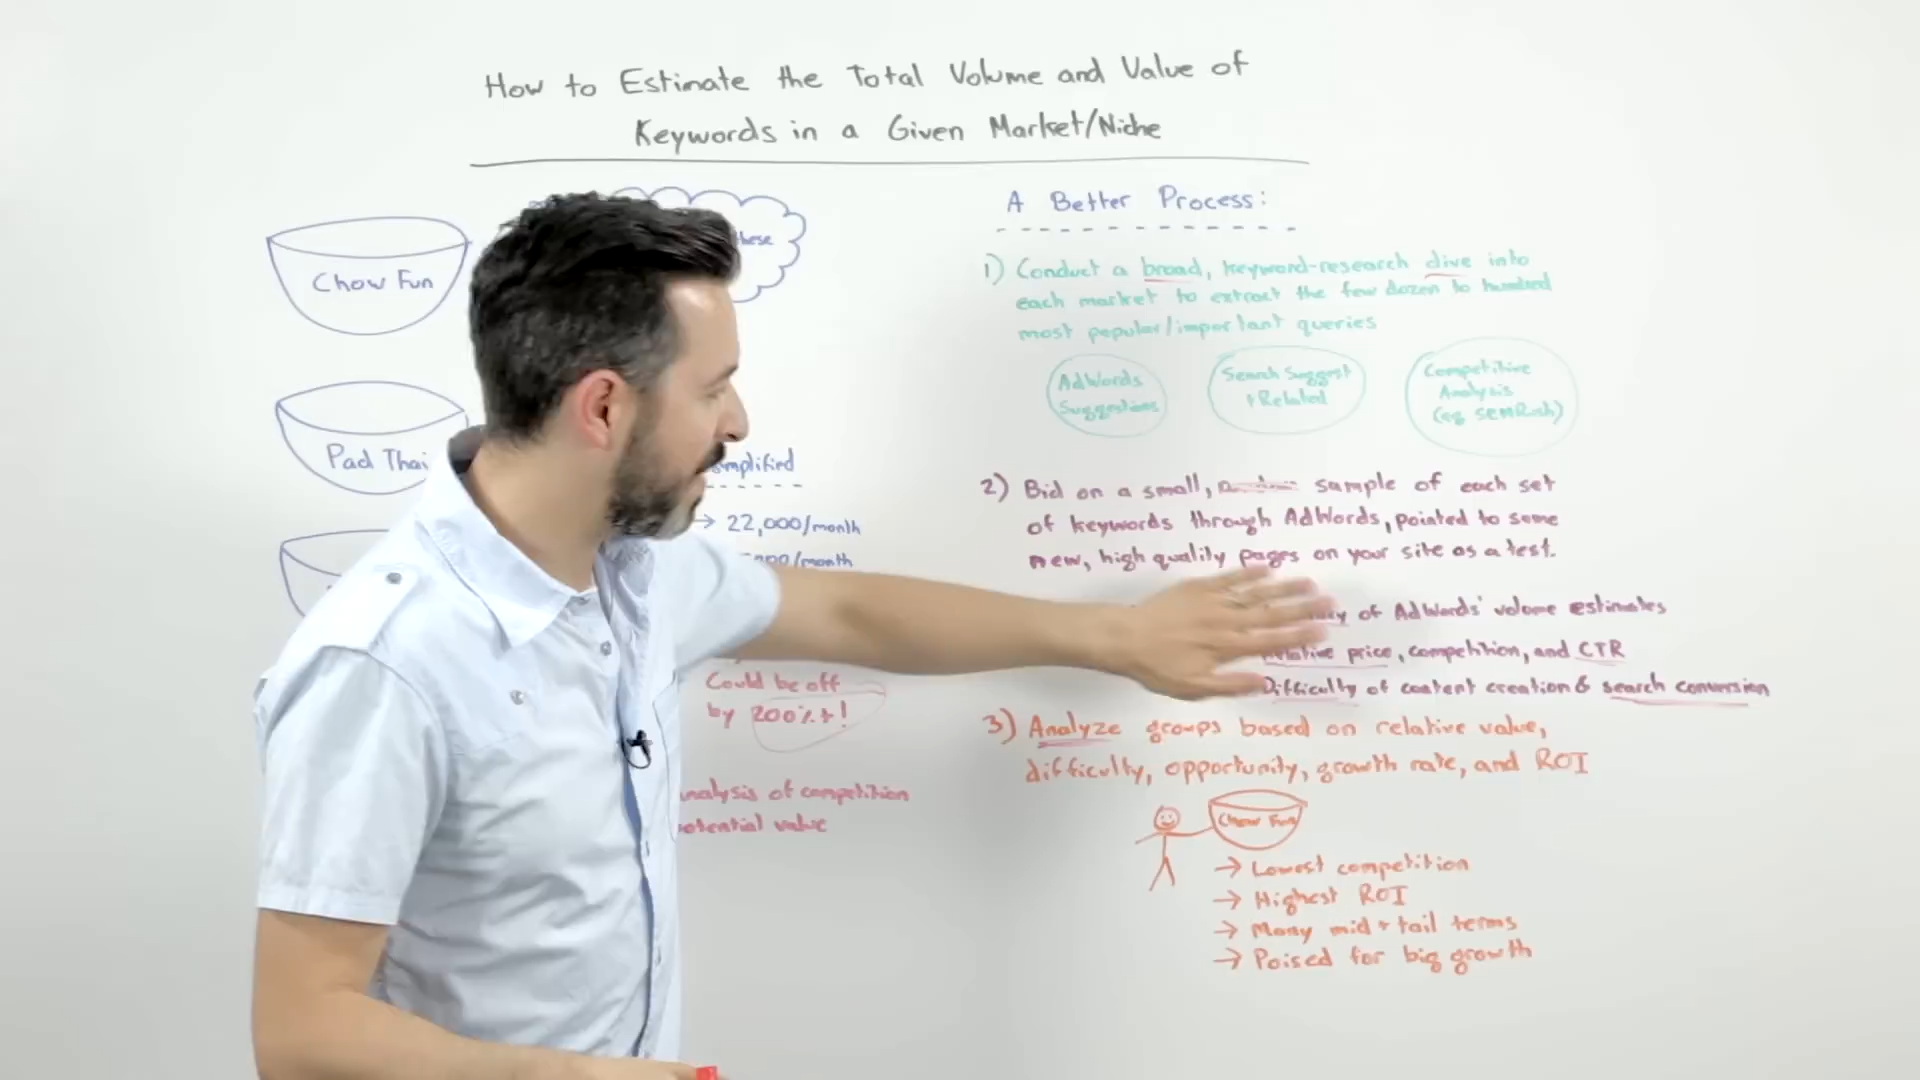 How to Estimate the Total Volume and Value of
Keywords in a Given Market/Niche
Chow Fun
Pad Thai
these
mplified
→ 22,000/month
000/month
Could be off
by 200%+!
nalysis of competition
otential value
A Better Process:
1) Conduct a broad, keyword-research dive into
each market to extract the few dozen to hundred
most popular/important queries
AdWords
Suggestions
Search Suggest
+ Related
Competitive
Analysis
(eg SEMRush)
2) Bid on a small, sample of each set
of keywords through AdWords, pointed to some
new, high quality pages on your site as a test.
of AdWords' volume estimates
lative price, competition, and CTR
Difficulty of content creation & search conversion
3) Analyze groups based on relative value,
difficulty, opportunity, growth rate, and ROI
Chow Fun
→ Lowest competition
→ Highest ROI
→ Many mid + tail terms
→ Poised for big growth